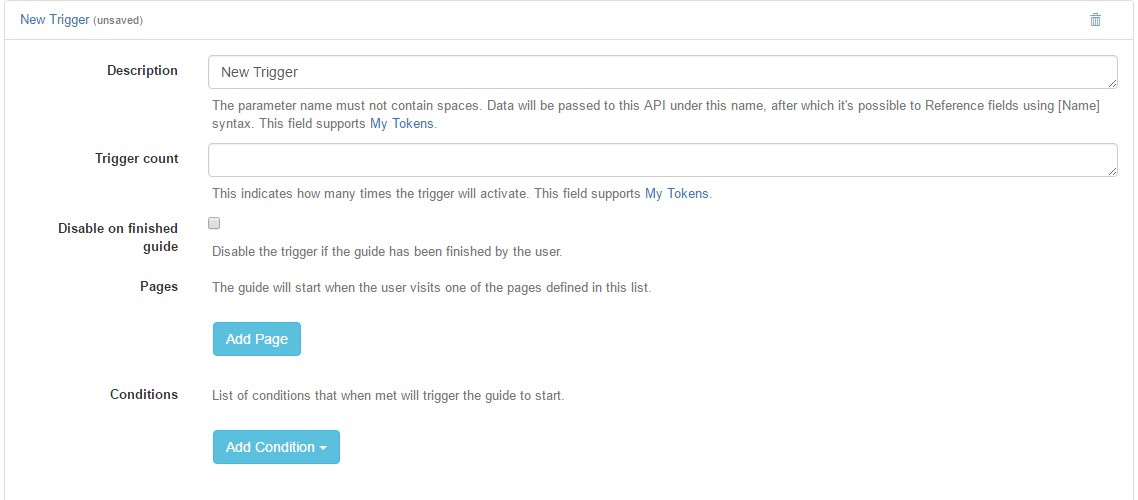 New Trigger (unsaved)
Description
New Trigger
The parameter name must not contain spaces. Data will be passed to this API under this name, after which it's possible to Reference fields using [Name]
syntax. This field supports My Tokens.
Trigger count
This indicates how many times the trigger will activate. This field supports My Tokens.
Disable on finished
guide
Disable the trigger if the guide has been finished by the user.
Pages
The guide will start when the user visits one of the pages defined in this list.
Add Page
Conditions
List of conditions that when met will trigger the guide to start.
Add Condition